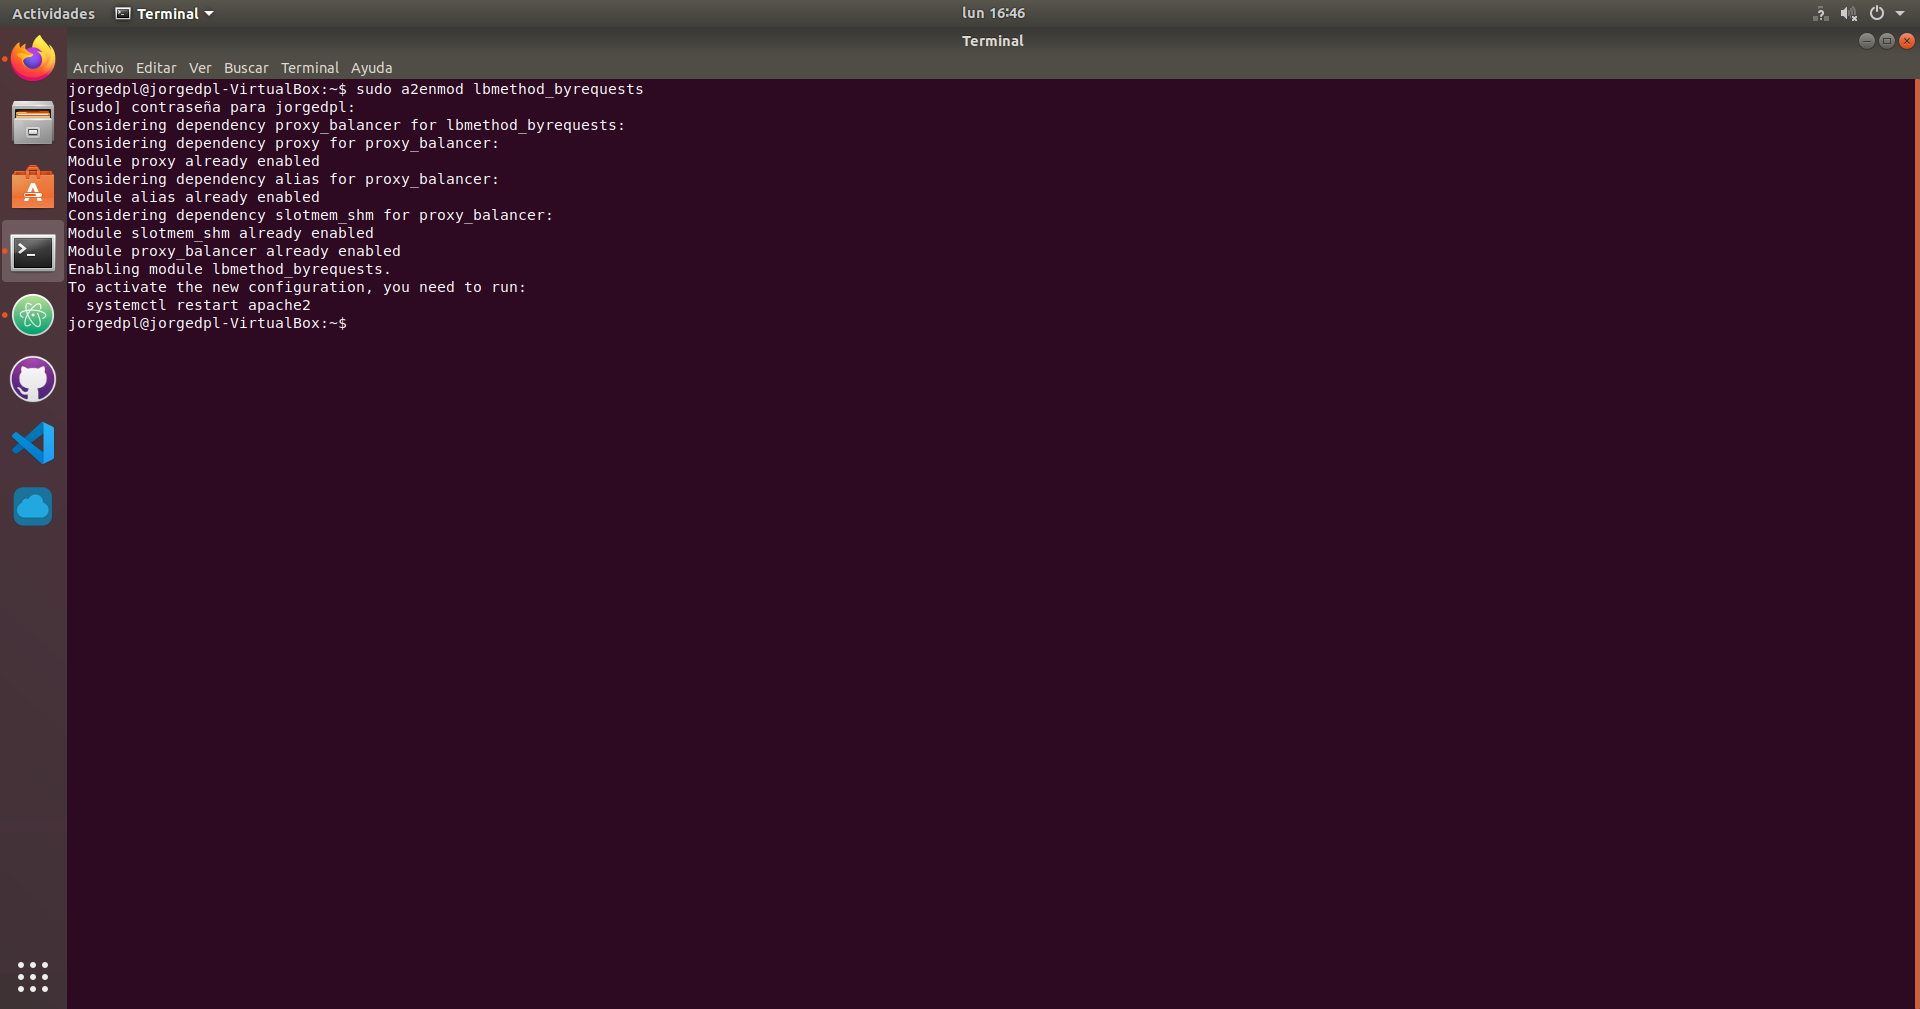 Actividades Terminal lun 16:46
Terminal
Archivo Editar Ver Buscar Terminal Ayuda
jorgedpl@jorgedpl-VirtualBox:~$ sudo a2enmod lbmethod_byrequests
[sudo] contraseña para jorgedpl:
Considering dependency proxy_balancer for lbmethod_byrequests:
Considering dependency proxy for proxy_balancer:
Module proxy already enabled
Considering dependency alias for proxy_balancer:
Module alias already enabled
Considering dependency slotmem_shm for proxy_balancer:
Module slotmem_shm already enabled
Module proxy_balancer already enabled
Enabling module lbmethod_byrequests.
To activate the new configuration, you need to run:
  systemctl restart apache2
jorgedpl@jorgedpl-VirtualBox:~$